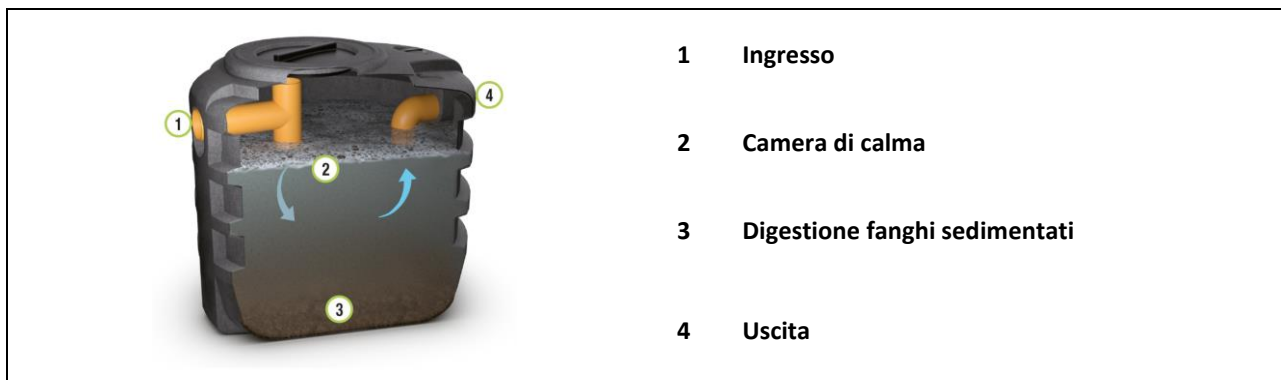 1 Ingresso
2 Camera di calma
3 Digestione fanghi sedimentati
4 Uscita
1
2
3
4